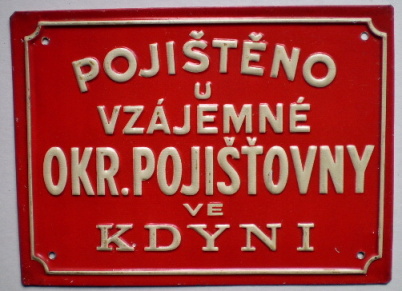 POJIŠTĚNO
U
VZÁJEMNÉ
OKR. POJIŠŤOVNY
VE
KDYNI